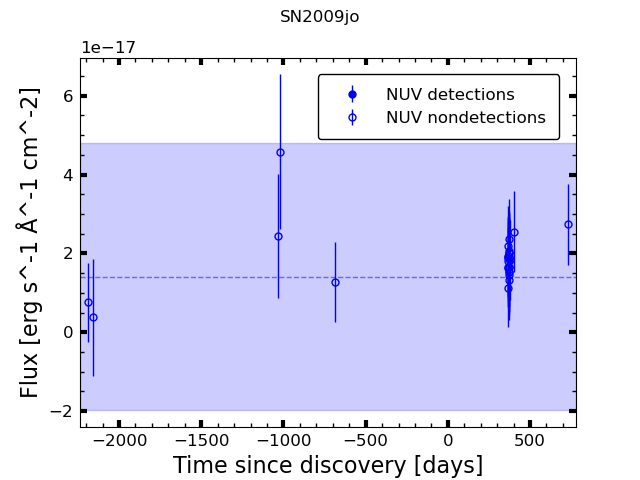 SN2009jo
1e−17
NUV detections
NUV nondetections
6
4
2
0
−2
Flux [erg s^-1 Å^-1 cm^-2]
−2000 −1500 −1000 −500 0 500
Time since discovery [days]